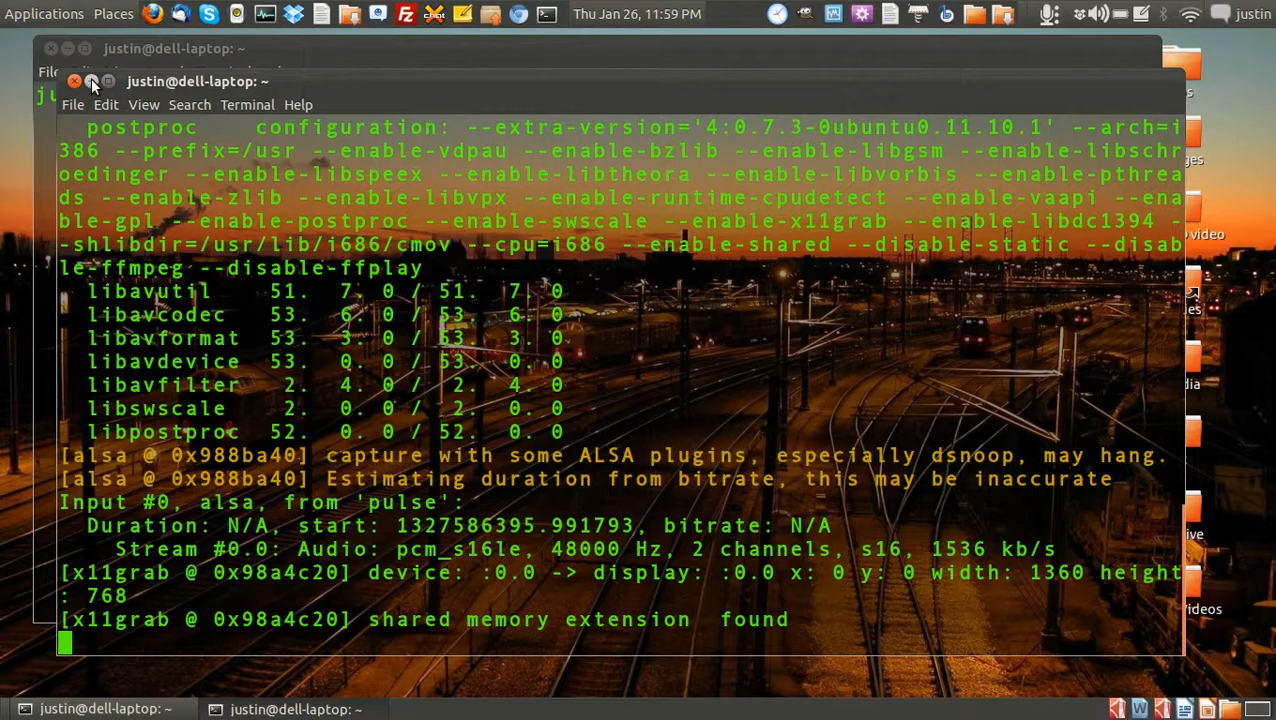 Applications Places Thu Jan 26, 11:59 PM justin
justin@dell-laptop: ~
justin@dell-laptop: ~
File Edit View Search Terminal Help
postproc configuration: --extra-version='4:0.7.3-0ubuntu0.11.10.1' --arch=i
386 --prefix=/usr --enable-vdpau --enable-bzlib --enable-libgsm --enable-libschr
oedinger --enable-libspeex --enable-libtheora --enable-libvorbis --enable-pthrea
ds --enable-zlib --enable-libvpx --enable-runtime-cpudetect --enable-vaapi --ena
ble-gpl --enable-postproc --enable-swscale --enable-x11grab --enable-libdc1394 -
-shlibdir=/usr/lib/i686/cmov --cpu=i686 --enable-shared --disable-static --disab
le-ffmpeg --disable-ffplay
libavutil 51. 7. 0 / 51. 7. 0
libavcodec 53. 6. 0 / 53. 6. 0
libavformat 53. 3. 0 / 53. 3. 0
libavdevice 53. 0. 0 / 53. 0. 0
libavfilter 2. 4. 0 / 2. 4. 0
libswscale 2. 0. 0 / 2. 0. 0
libpostproc 52. 0. 0 / 52. 0. 0
[alsa @ 0x988ba40] capture with some ALSA plugins, especially dsnoop, may hang.
[alsa @ 0x988ba40] Estimating duration from bitrate, this may be inaccurate
Input #0, alsa, from 'pulse':
Duration: N/A, start: 1327586395.991793, bitrate: N/A
Stream #0.0: Audio: pcm_s16le, 48000 Hz, 2 channels, s16, 1536 kb/s
[x11grab @ 0x98a4c20] device: :0.0 -> display: :0.0 x: 0 y: 0 width: 1360 height
: 768
[x11grab @ 0x98a4c20] shared memory extension found
video
justin@dell-laptop: ~ justin@dell-laptop: ~